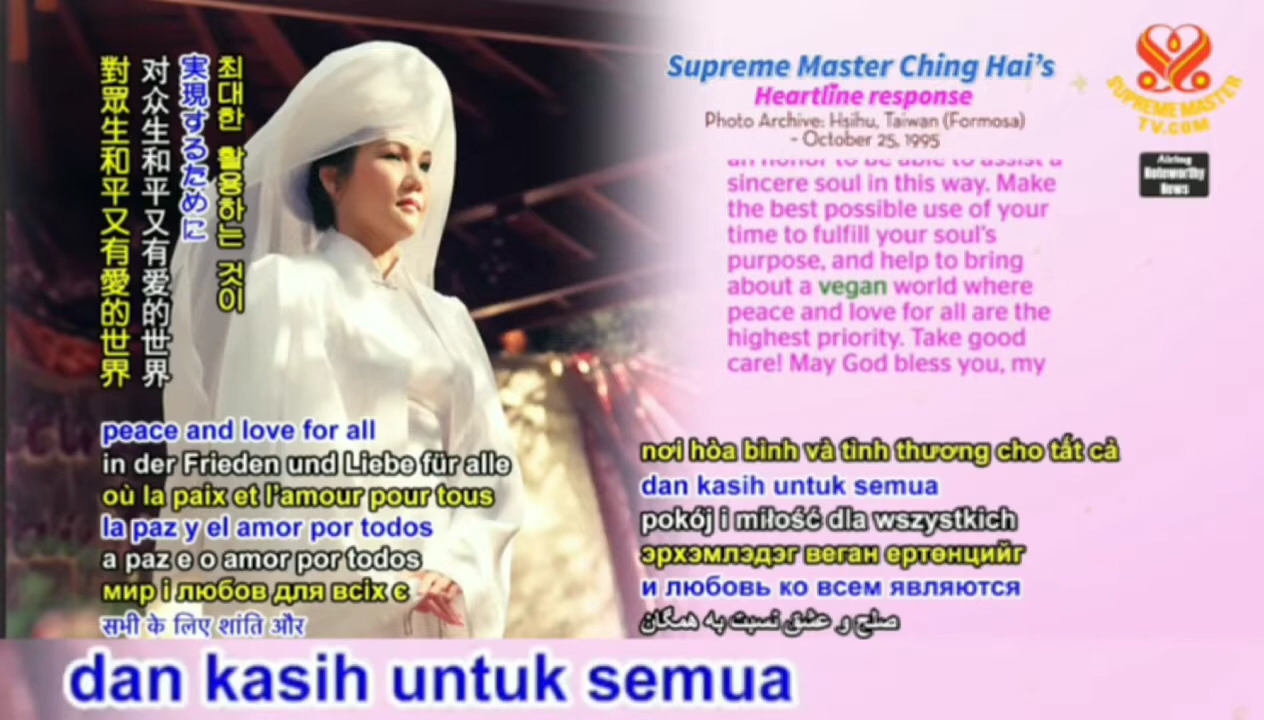 Supreme Master Ching Hai's
Heartline response
Photo Archive: Hsihu, Taiwan (Formosa)
- October 25, 1995
an honor to be able to assist a
sincere soul in this way. Make
the best possible use of your
time to fulfill your soul's
purpose, and help to bring
about a vegan world where
peace and love for all are the
highest priority. Take good
care! May God bless you, my
SUPREME MASTER
TV.COM
Airing
Noteworthy
News
최대한 활용하는 것이
実現するために
对众生和平又有爱的世界
對眾生和平又有愛的世界
peace and love for all
in der Frieden und Liebe für alle
où la paix et l'amour pour tous
la paz y el amor por todos
a paz e o amor por todos
мир і любов для всіх є
सभी के लिए शांति और
nơi hòa bình và tình thương cho tất cả
dan kasih untuk semua
pokój i miłość dla wszystkich
эрхэмлэдэг веган ертөнцийг
и любовь ко всем являются
صلح و عشق نسبت به همگان
dan kasih untuk semua